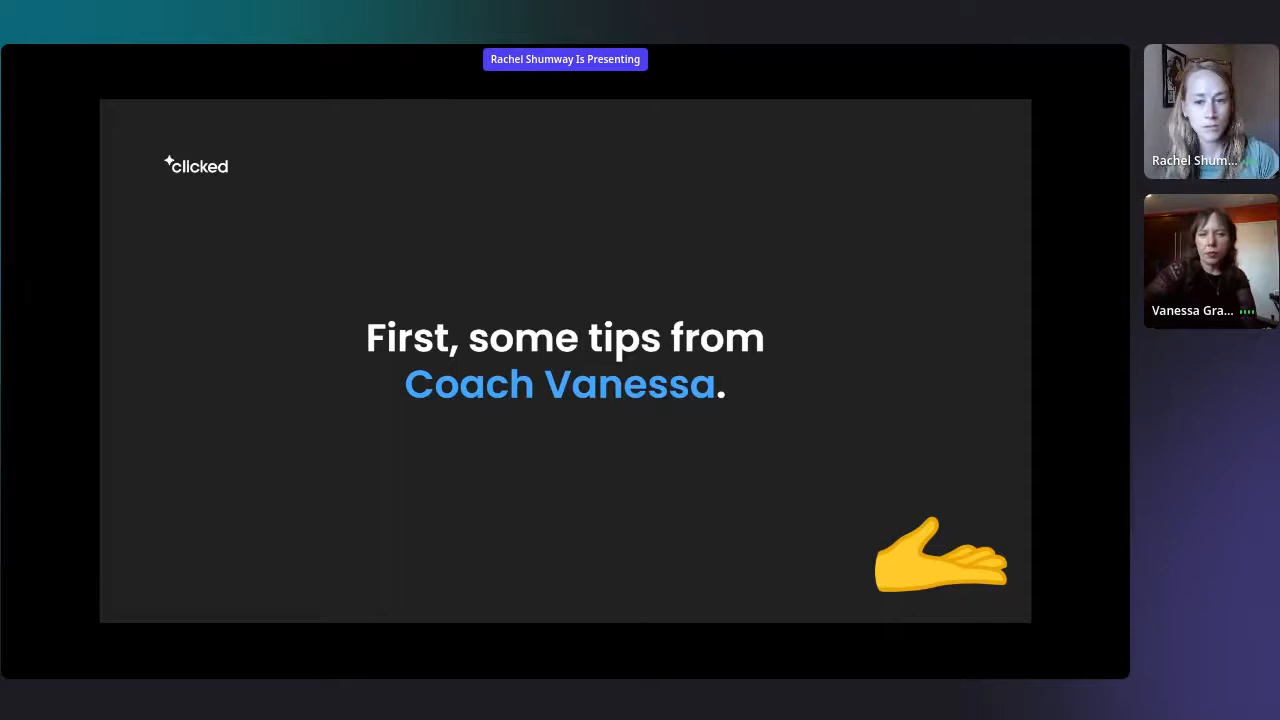 Rachel Shumway Is Presenting
clicked
First, some tips from
Coach Vanessa.
Rachel Shum...
Vanessa Gra...